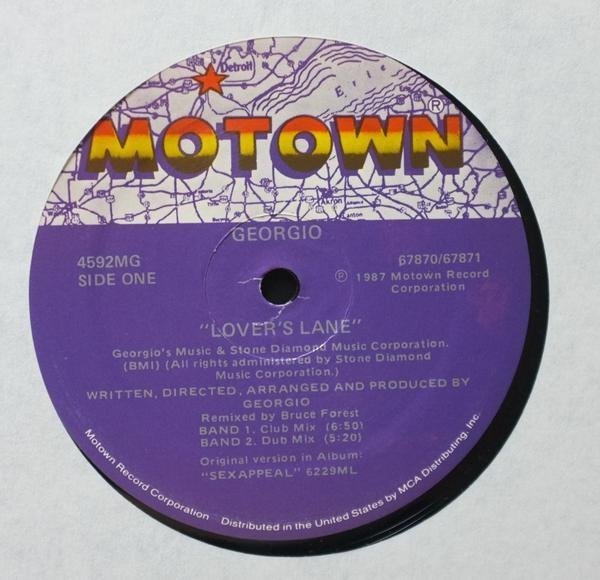 Detroit
Erie
MOTOWN®
Akron
Canton
GEORGIO
4592MG
SIDE ONE
67870/67871
℗ 1987 Motown Record
Corporation
"LOVER'S LANE"
Georgio's Music & Stone Diamond Music Corporation.
(BMI) (All rights administered by Stone Diamond
Music Corporation.)
WRITTEN, DIRECTED, ARRANGED AND PRODUCED BY
GEORGIO
Remixed by Bruce Forest
BAND 1. Club Mix (6:50)
BAND 2. Dub Mix (5:20)
Original version in Album:
"SEXAPPEAL" 6229ML
Motown Record Corporation Distributed in the United States by MCA Distributing, Inc.